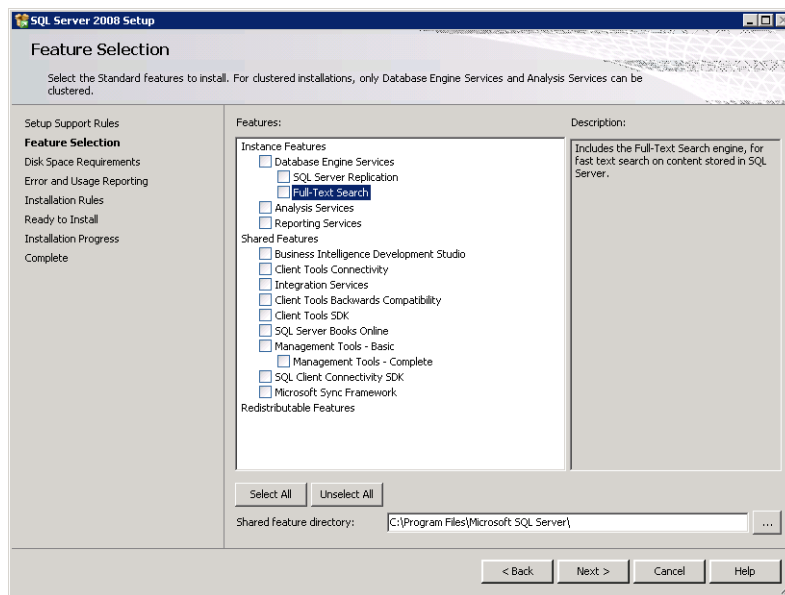 SQL Server 2008 Setup
Feature Selection
Select the Standard features to install. For clustered installations, only Database Engine Services and Analysis Services can be
clustered.
Setup Support Rules
Feature Selection
Disk Space Requirements
Error and Usage Reporting
Installation Rules
Ready to Install
Installation Progress
Complete
Features:
Instance Features
Database Engine Services
SQL Server Replication
Full-Text Search
Analysis Services
Reporting Services
Shared Features
Business Intelligence Development Studio
Client Tools Connectivity
Integration Services
Client Tools Backwards Compatibility
Client Tools SDK
SQL Server Books Online
Management Tools - Basic
Management Tools - Complete
SQL Client Connectivity SDK
Microsoft Sync Framework
Redistributable Features
Description:
Includes the Full-Text Search engine, for
fast text search on content stored in SQL
Server.
Select All
Unselect All
Shared feature directory:
C:\Program Files\Microsoft SQL Server\
...
< Back
Next >
Cancel
Help